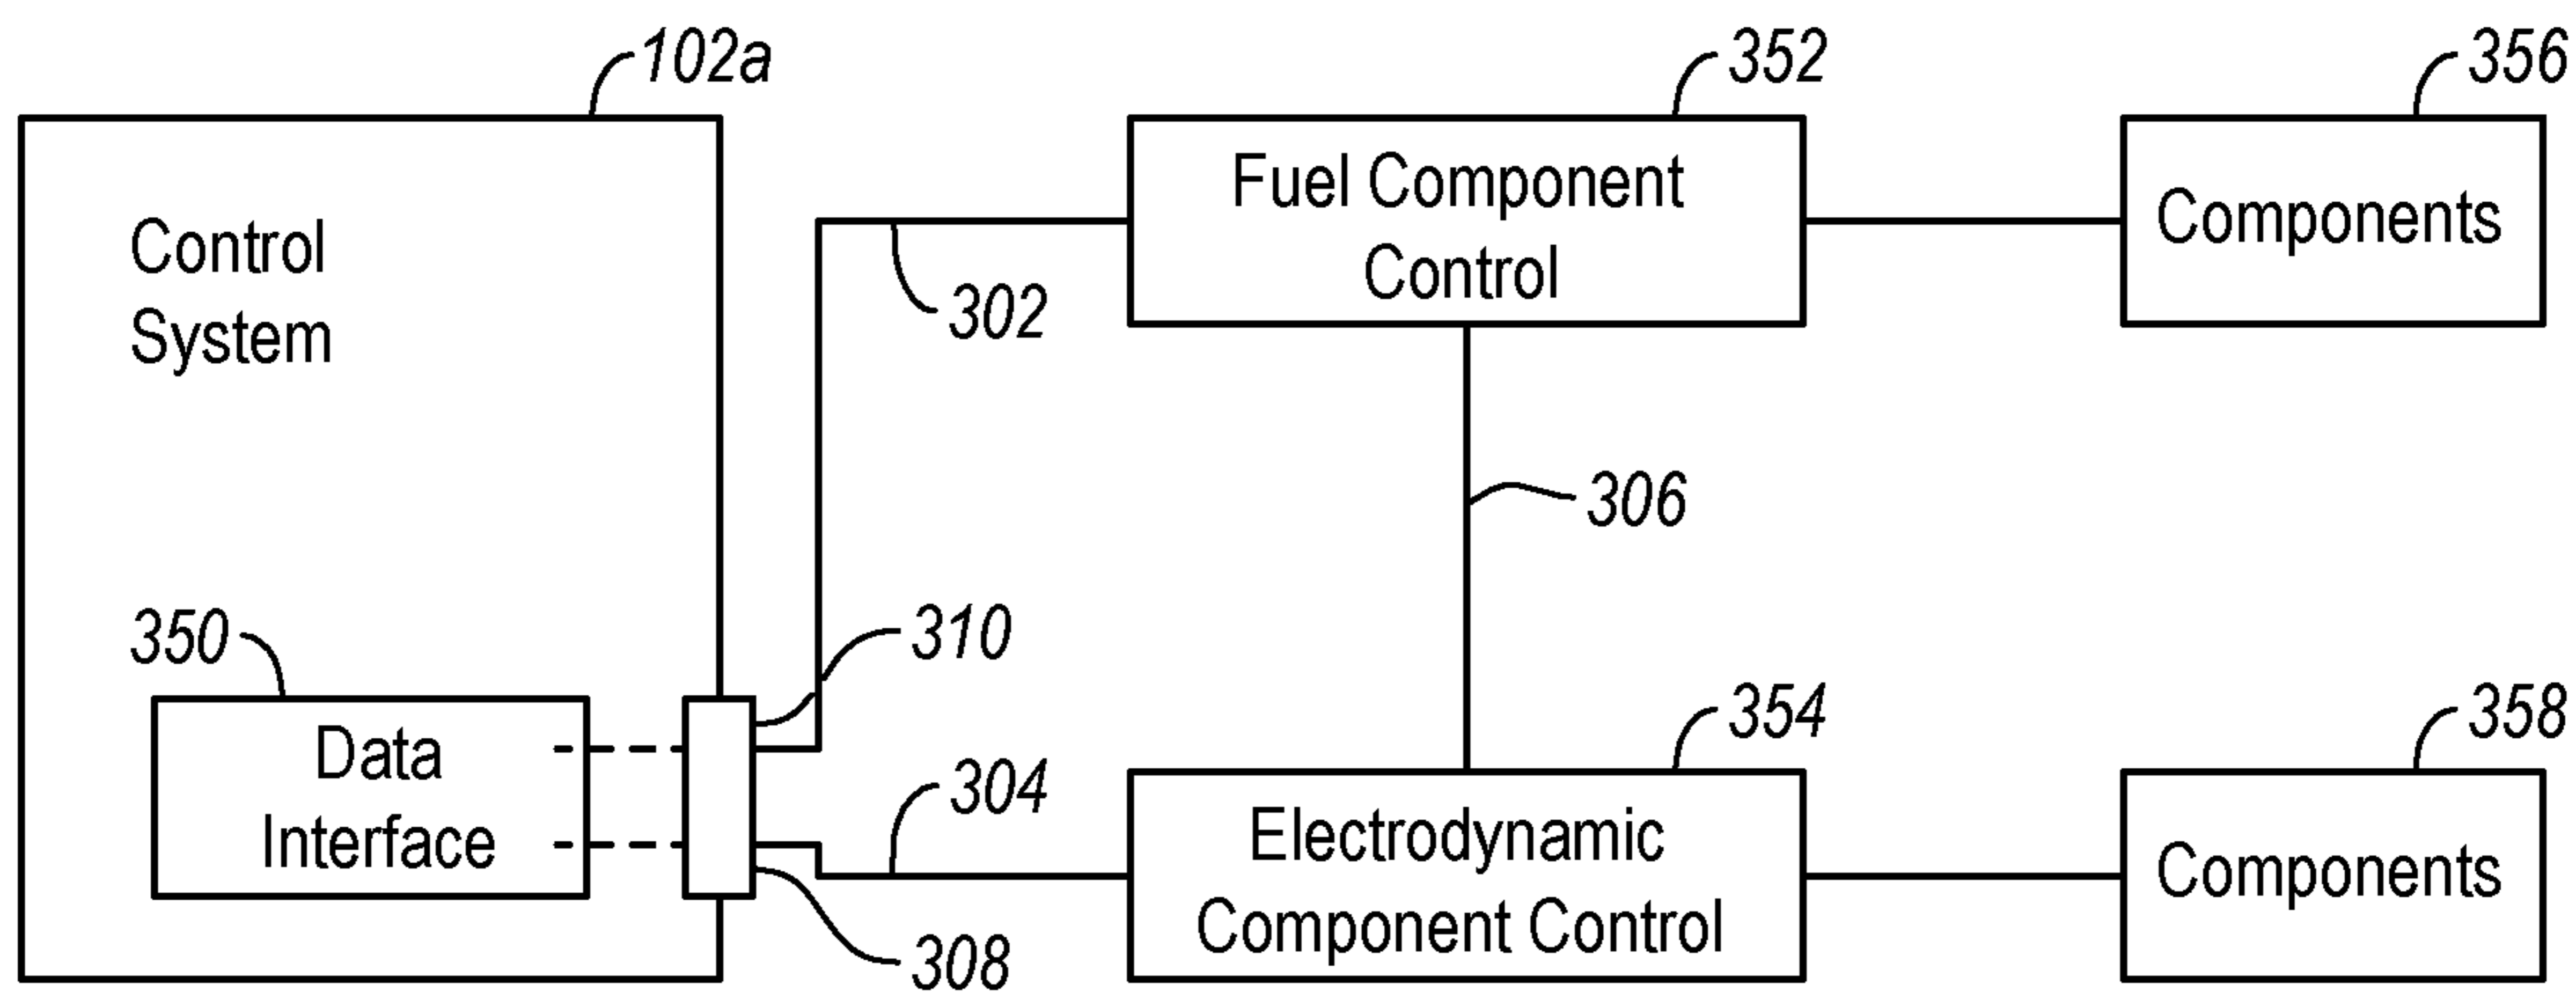 102a
352
356
Control
System
Fuel Component
Control
Components
302
306
350
310
Data
Interface
304
308
354
358
Electrodynamic
Component Control
Components